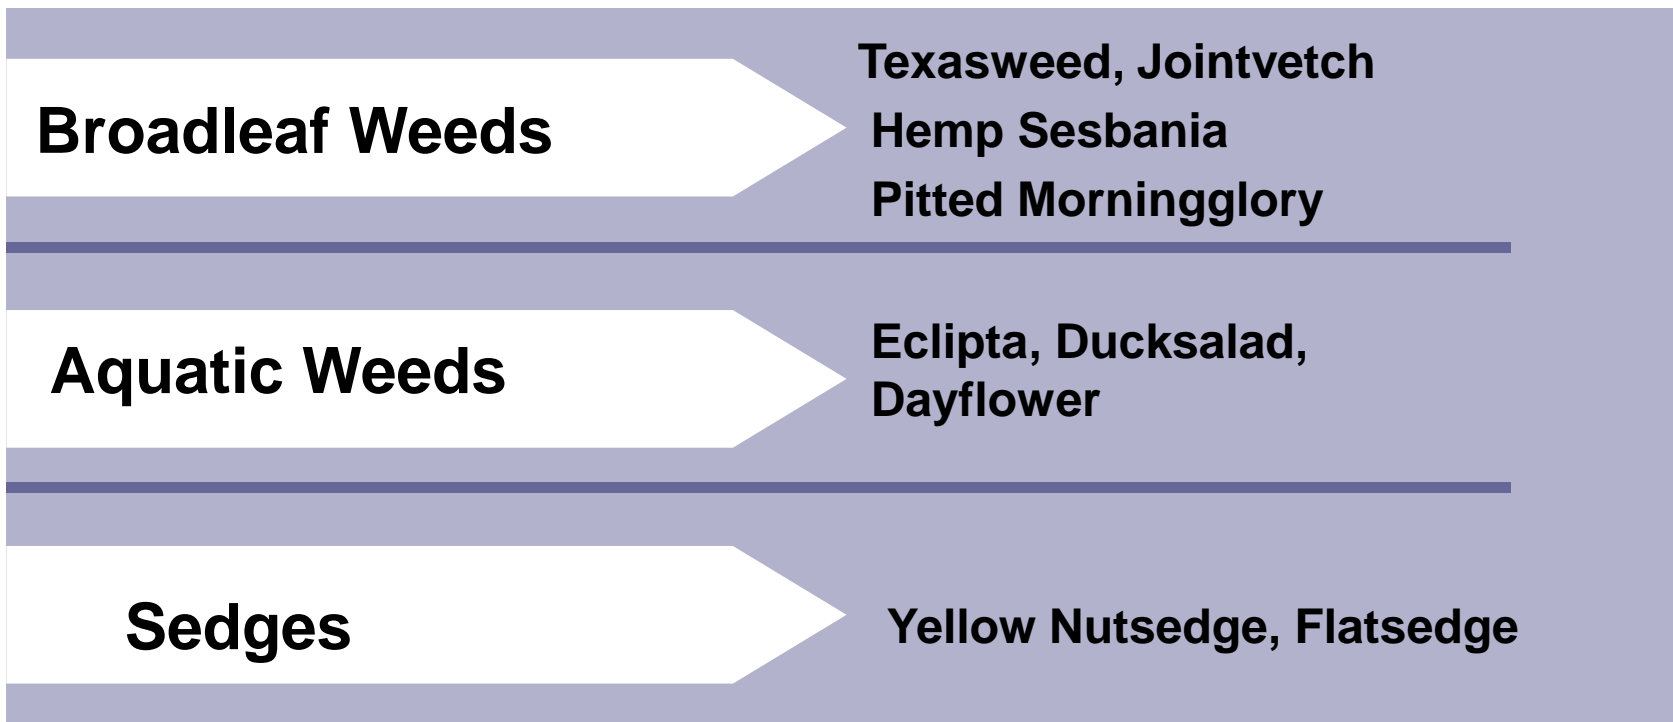 Broadleaf Weeds
Texasweed, Jointvetch
Hemp Sesbania
Pitted Morningglory
Aquatic Weeds
Eclipta, Ducksalad,
Dayflower
Sedges
Yellow Nutsedge, Flatsedge